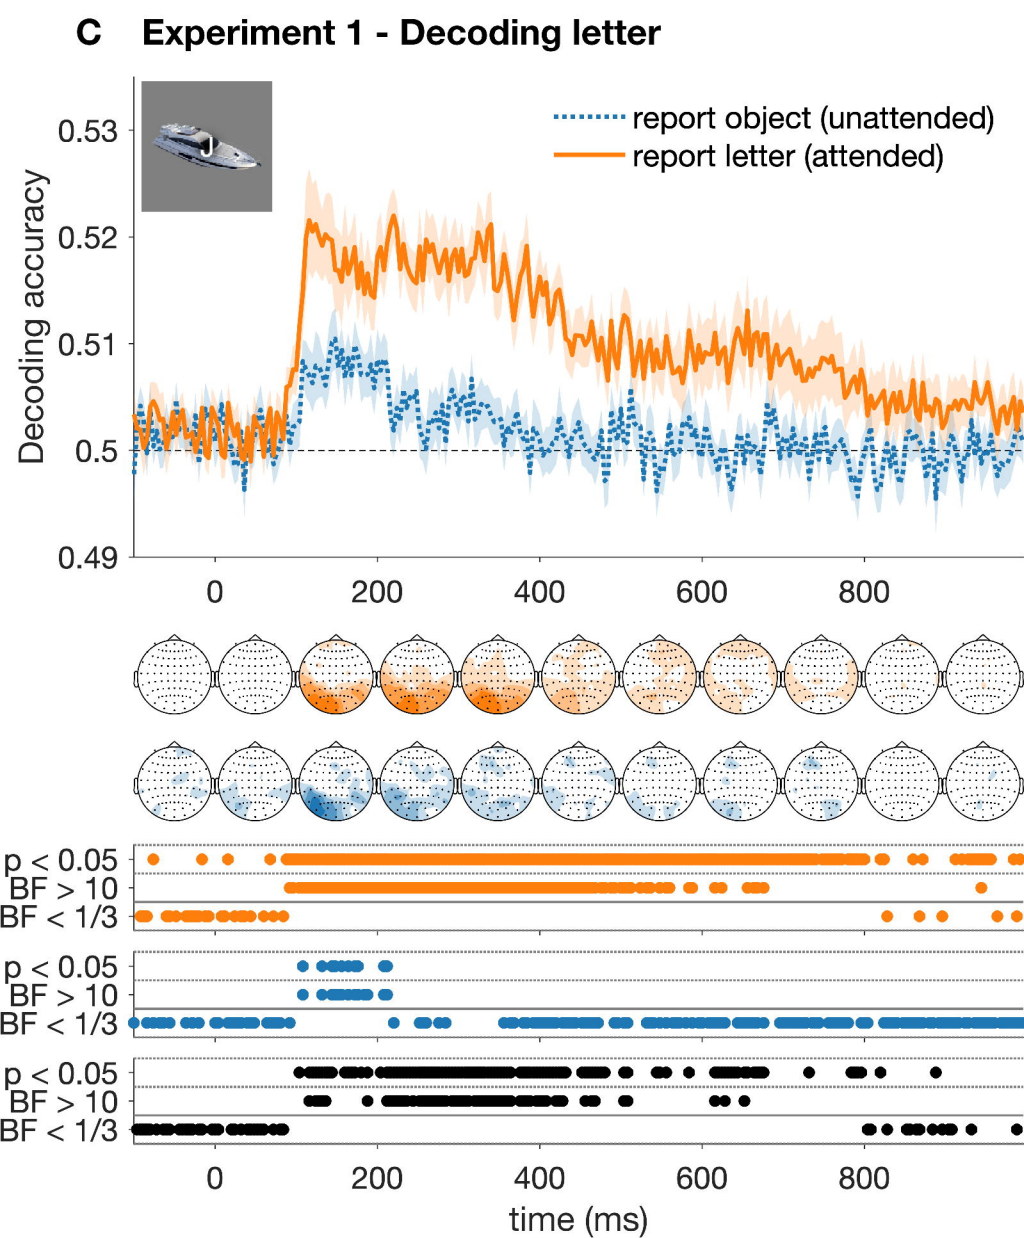 C Experiment 1 - Decoding letter
J
report object (unattended)
report letter (attended)
Decoding accuracy
0.53
0.52
0.51
0.5
0.49
0 200 400 600 800
p < 0.05
BF > 10
BF < 1/3
p < 0.05
BF > 10
BF < 1/3
p < 0.05
BF > 10
BF < 1/3
0 200 400 600 800
time (ms)